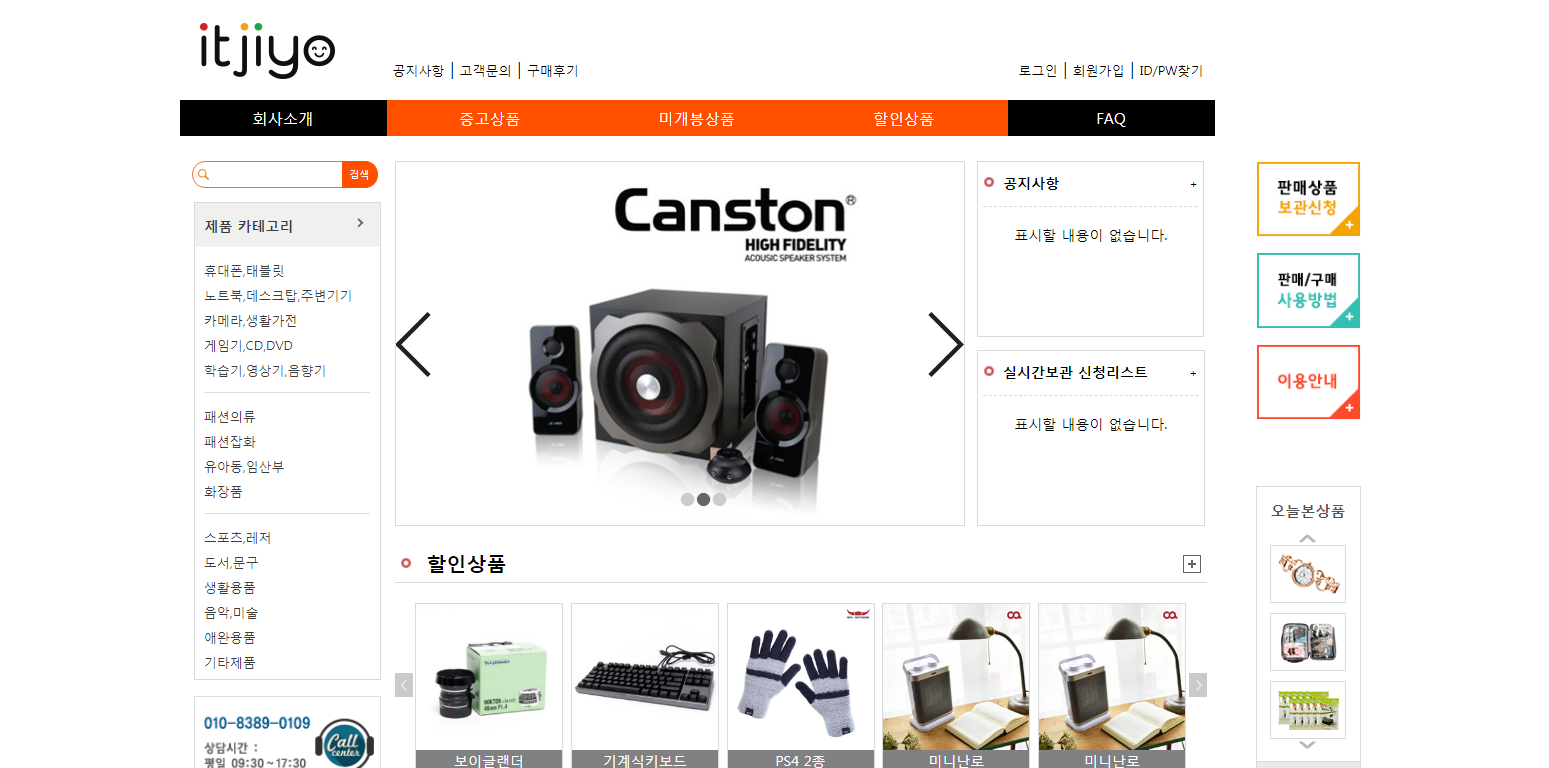 itjiyo
공지사항 | 고객문의 | 구매후기
로그인 | 회원가입 | ID/PW찾기
회사소개
중고상품
미개봉상품
할인상품
FAQ
검색
제품 카테고리
휴대폰,태블릿
노트북,데스크탑,주변기기
카메라,생활가전
게임기,CD,DVD
학습기,영상기,음향기
패션의류
패션잡화
유아동,임산부
화장품
스포츠,레저
도서,문구
생활용품
음악,미술
애완용품
기타제품
010-8389-0109
상담시간 :
평일 09:30~17:30
Call
center
Canston®
HIGH FIDELITY
ACOUSIC SPEAKER SYSTEM
공지사항 +
표시할 내용이 없습니다.
실시간보관 신청리스트 +
표시할 내용이 없습니다.
할인상품
NOKTON classic
40mm F1.4
보이글랜더
기계식키보드
PS4 2종
미니난로
미니난로
판매상품
보관신청
판매/구매
사용방법
이용안내
오늘본상품